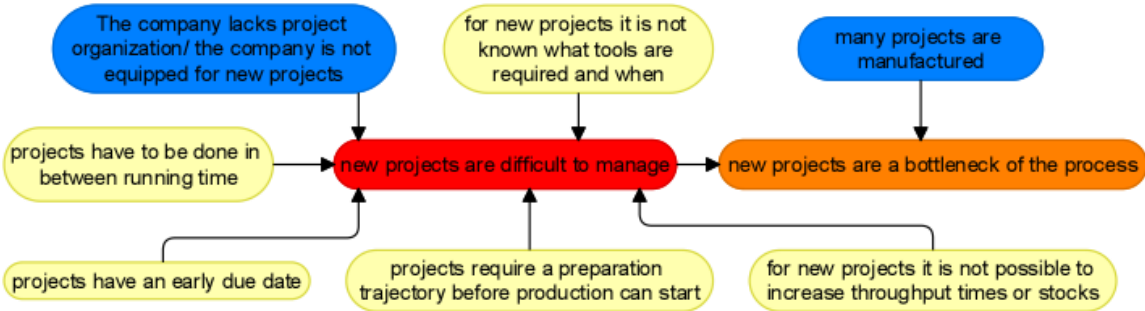 The company lacks project
organization/ the company is not
equipped for new projects
for new projects it is not
known what tools are
required and when
many projects are
manufactured
projects have to be done in
between running time
new projects are difficult to manage
new projects are a bottleneck of the process
projects have an early due date
projects require a preparation
trajectory before production can start
for new projects it is not possible to
increase throughput times or stocks